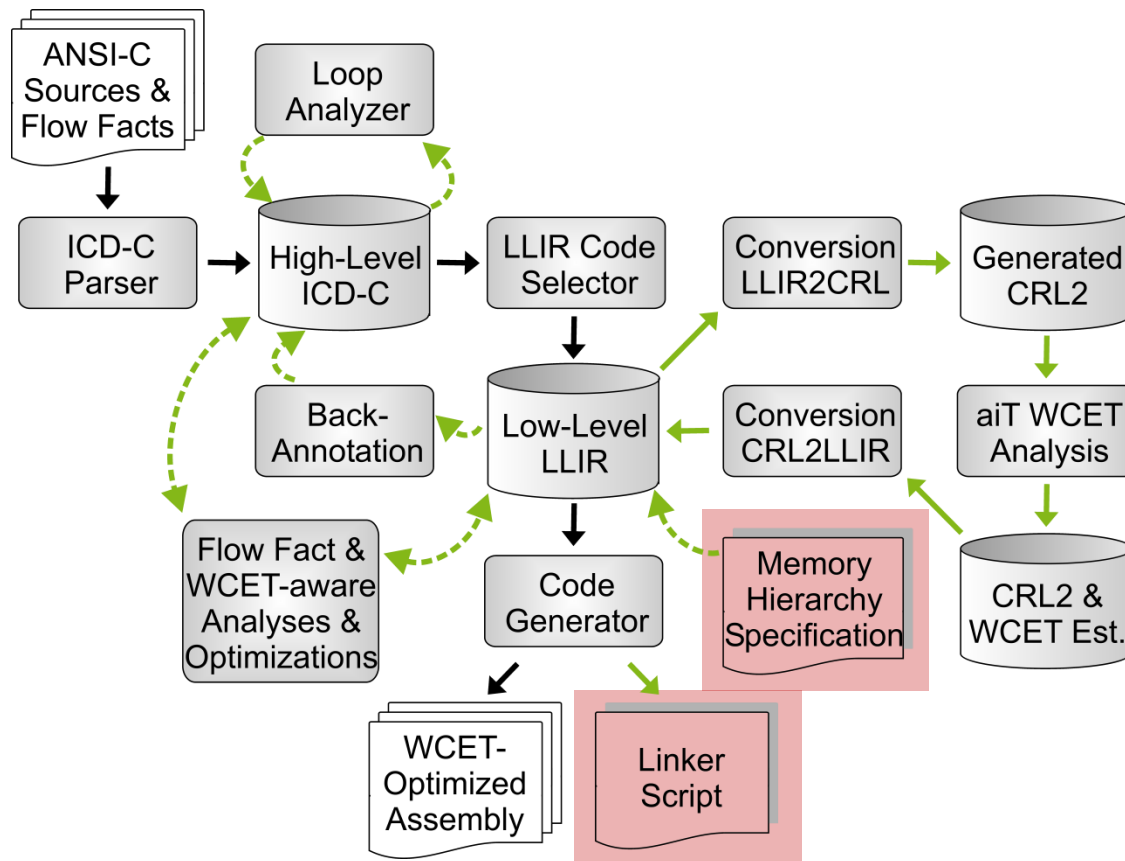 ANSI-C
Sources &
Flow Facts
Loop
Analyzer
ICD-C
Parser
High-Level
ICD-C
LLIR Code
Selector
Conversion
LLIR2CRL
Generated
CRL2
Back-
Annotation
Low-Level
LLIR
Conversion
CRL2LLIR
aiT WCET
Analysis
Flow Fact &
WCET-aware
Analyses &
Optimizations
Code
Generator
Memory
Hierarchy
Specification
CRL2 &
WCET Est.
WCET-
Optimized
Assembly
Linker
Script